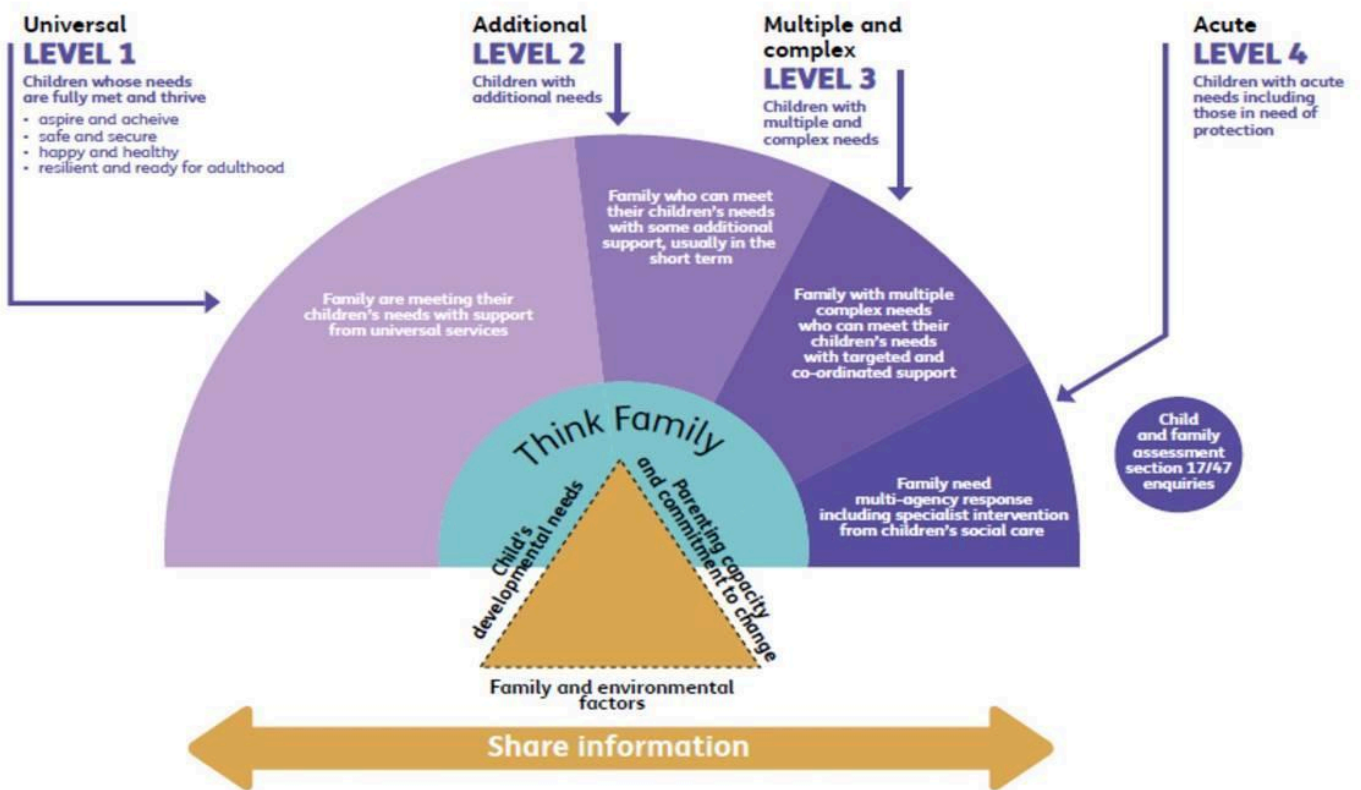 Universal
LEVEL 1
Children whose needs
are fully met and thrive
• aspire and acheive
• safe and secure
• happy and healthy
• resilient and ready for adulthood
Additional
LEVEL 2
Children with
additional needs
Multiple and
complex
LEVEL 3
Children with
multiple and
complex needs
Acute
LEVEL 4
Children with acute
needs including
those in need of
protection
Family are meeting their
children's needs with support
from universal services
Family who can meet
their children's needs
with some additional
support, usually in the
short term
Family with multiple
complex needs
who can meet their
children's needs
with targeted and
co-ordinated support
Family need
multi-agency response
including specialist intervention
from children's social care
Child
and family
assessment
section 17/47
enquiries
Think Family
Child's
developmental needs
Parenting capacity
and commitment to change
Family and environmental
factors
Share information